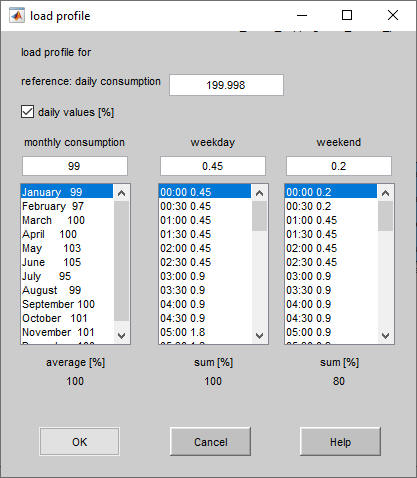 load profile
load profile for
reference: daily consumption 199.998
daily values [%]
monthly consumption weekday weekend
99 0.45 0.2
January 99 00:00 0.45 00:00 0.2
February 97 00:30 0.45 00:30 0.2
March 100 01:00 0.45 01:00 0.45
April 100 01:30 0.45 01:30 0.45
May 103 02:00 0.45 02:00 0.45
June 105 02:30 0.45 02:30 0.45
July 95 03:00 0.9 03:00 0.9
August 99 03:30 0.9 03:30 0.9
September 100 04:00 0.9 04:00 0.9
October 101 04:30 0.9 04:30 0.9
November 101 05:00 1.8 05:00 0.9
average [%] sum [%] sum [%]
100 100 80
OK Cancel Help